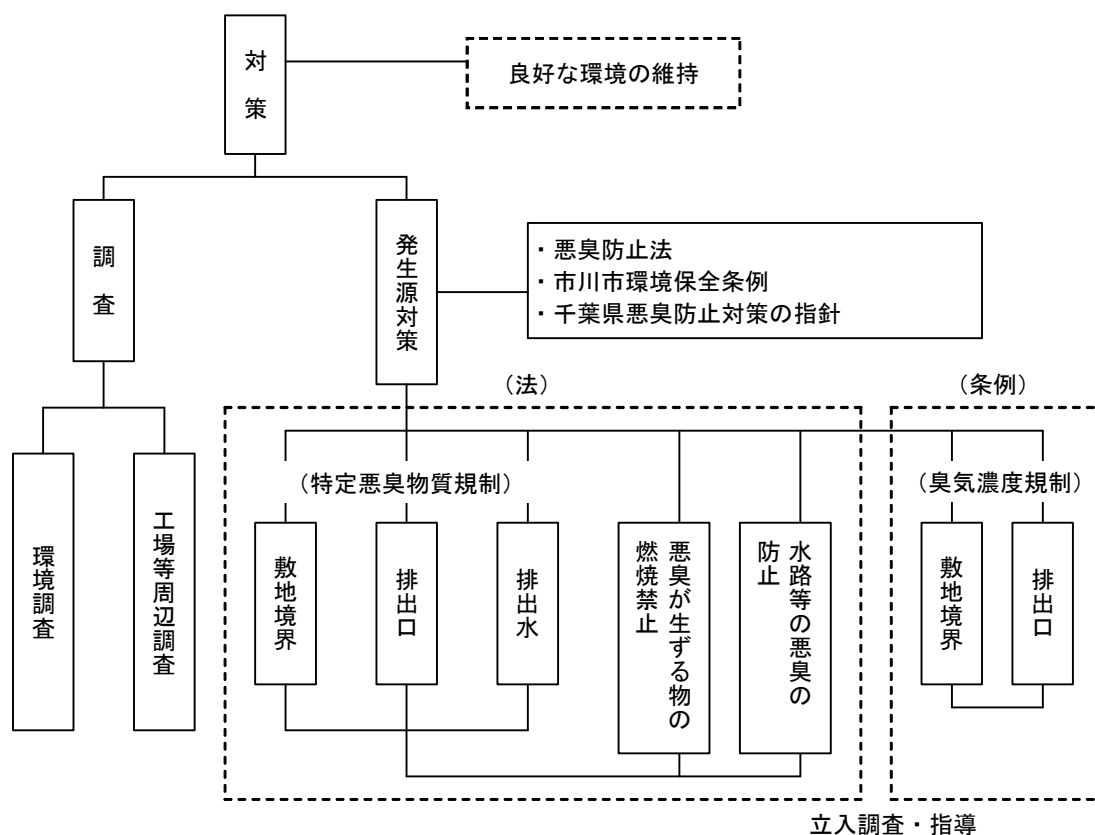 対策
良好な環境の維持
調査
発生源対策
・悪臭防止法
・市川市環境保全条例
・千葉県悪臭防止対策の指針
（法）
（条例）
環境調査
工場等周辺調査
（特定悪臭物質規制）
敷地境界
排出口
排出水
悪臭が生ずる物の
燃焼禁止
水路等の悪臭の
防止
（臭気濃度規制）
敷地境界
排出口
立入調査・指導